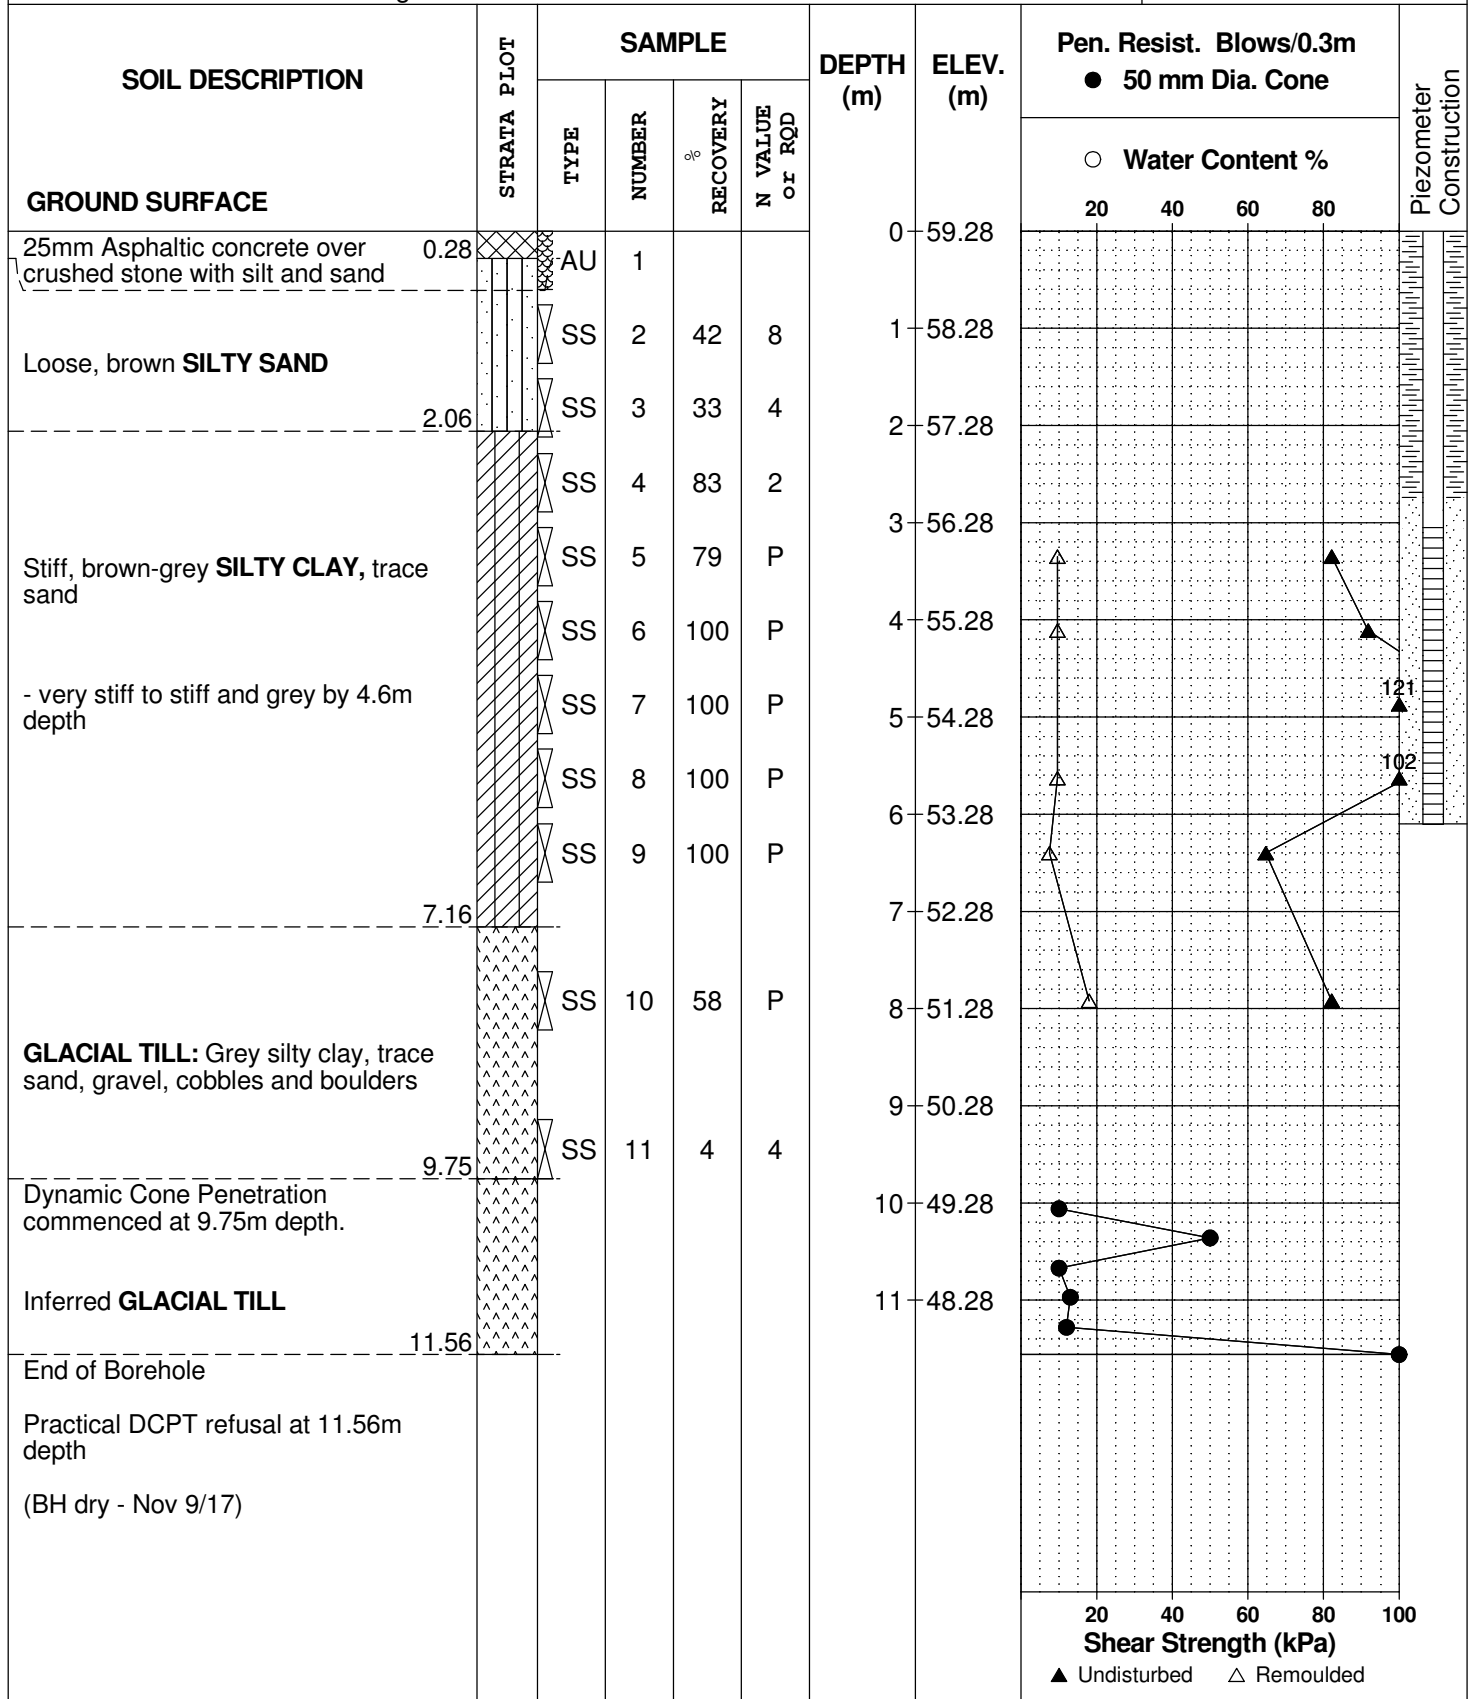 SOIL DESCRIPTION
GROUND SURFACE
STRATA PLOT
SAMPLE
TYPE
NUMBER
% RECOVERY
N VALUE or RQD
DEPTH (m)
ELEV. (m)
Pen. Resist. Blows/0.3m
● 50 mm Dia. Cone
○ Water Content %
20 40 60 80
Piezometer Construction
25mm Asphaltic concrete over 0.28
crushed stone with silt and sand
AU 1
0 59.28
SS 2 42 8
1 58.28
Loose, brown SILTY SAND
SS 3 33 4
2.06
2 57.28
SS 4 83 2
3 56.28
Stiff, brown-grey SILTY CLAY, trace
sand
SS 5 79 P
SS 6 100 P
4 55.28
- very stiff to stiff and grey by 4.6m
depth
SS 7 100 P
121
5 54.28
SS 8 100 P
102
6 53.28
SS 9 100 P
7.16
7 52.28
SS 10 58 P
8 51.28
GLACIAL TILL: Grey silty clay, trace
sand, gravel, cobbles and boulders
9 50.28
SS 11 4 4
9.75
Dynamic Cone Penetration
commenced at 9.75m depth.
10 49.28
Inferred GLACIAL TILL
11 48.28
11.56
End of Borehole
Practical DCPT refusal at 11.56m
depth
(BH dry - Nov 9/17)
20 40 60 80 100
Shear Strength (kPa)
▲ Undisturbed △ Remoulded